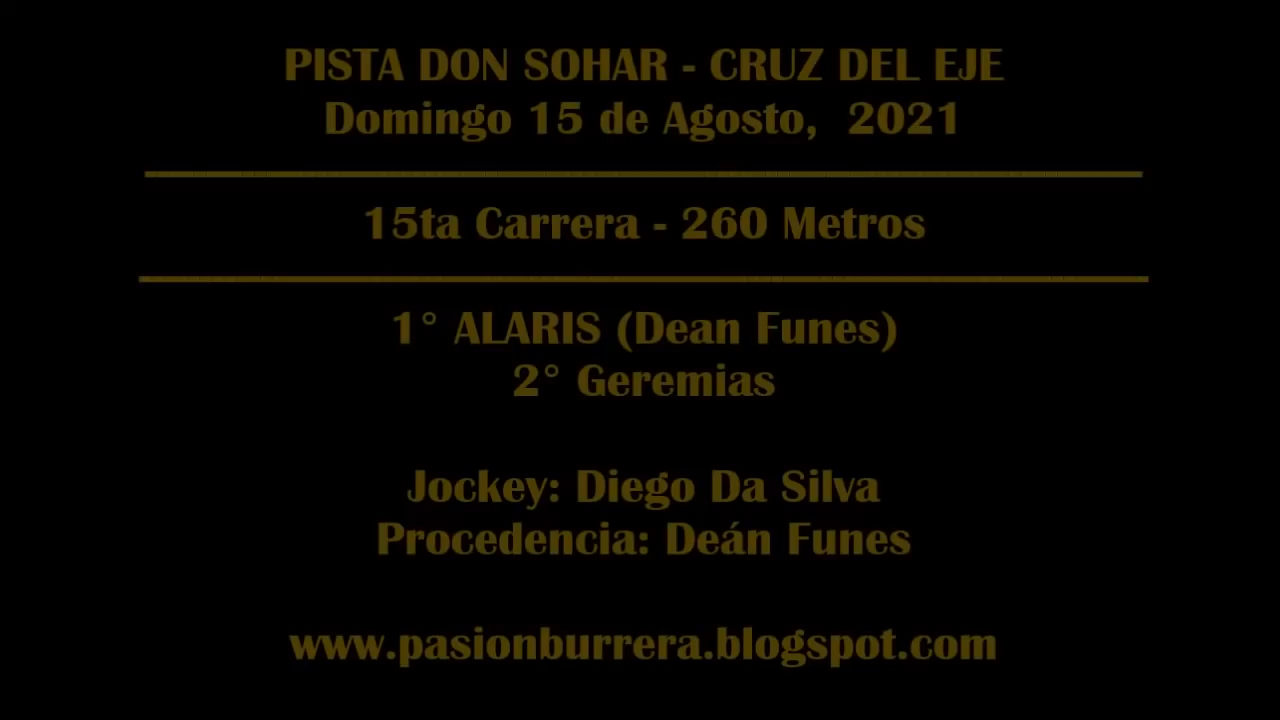 PISTA DON SOHAR - CRUZ DEL EJE
Domingo 15 de Agosto, 2021
15ta Carrera - 260 Metros
1° ALARIS (Dean Funes)
2° Geremias
Jockey: Diego Da Silva
Procedencia: Deán Funes
www.pasionburrera.blogspot.com